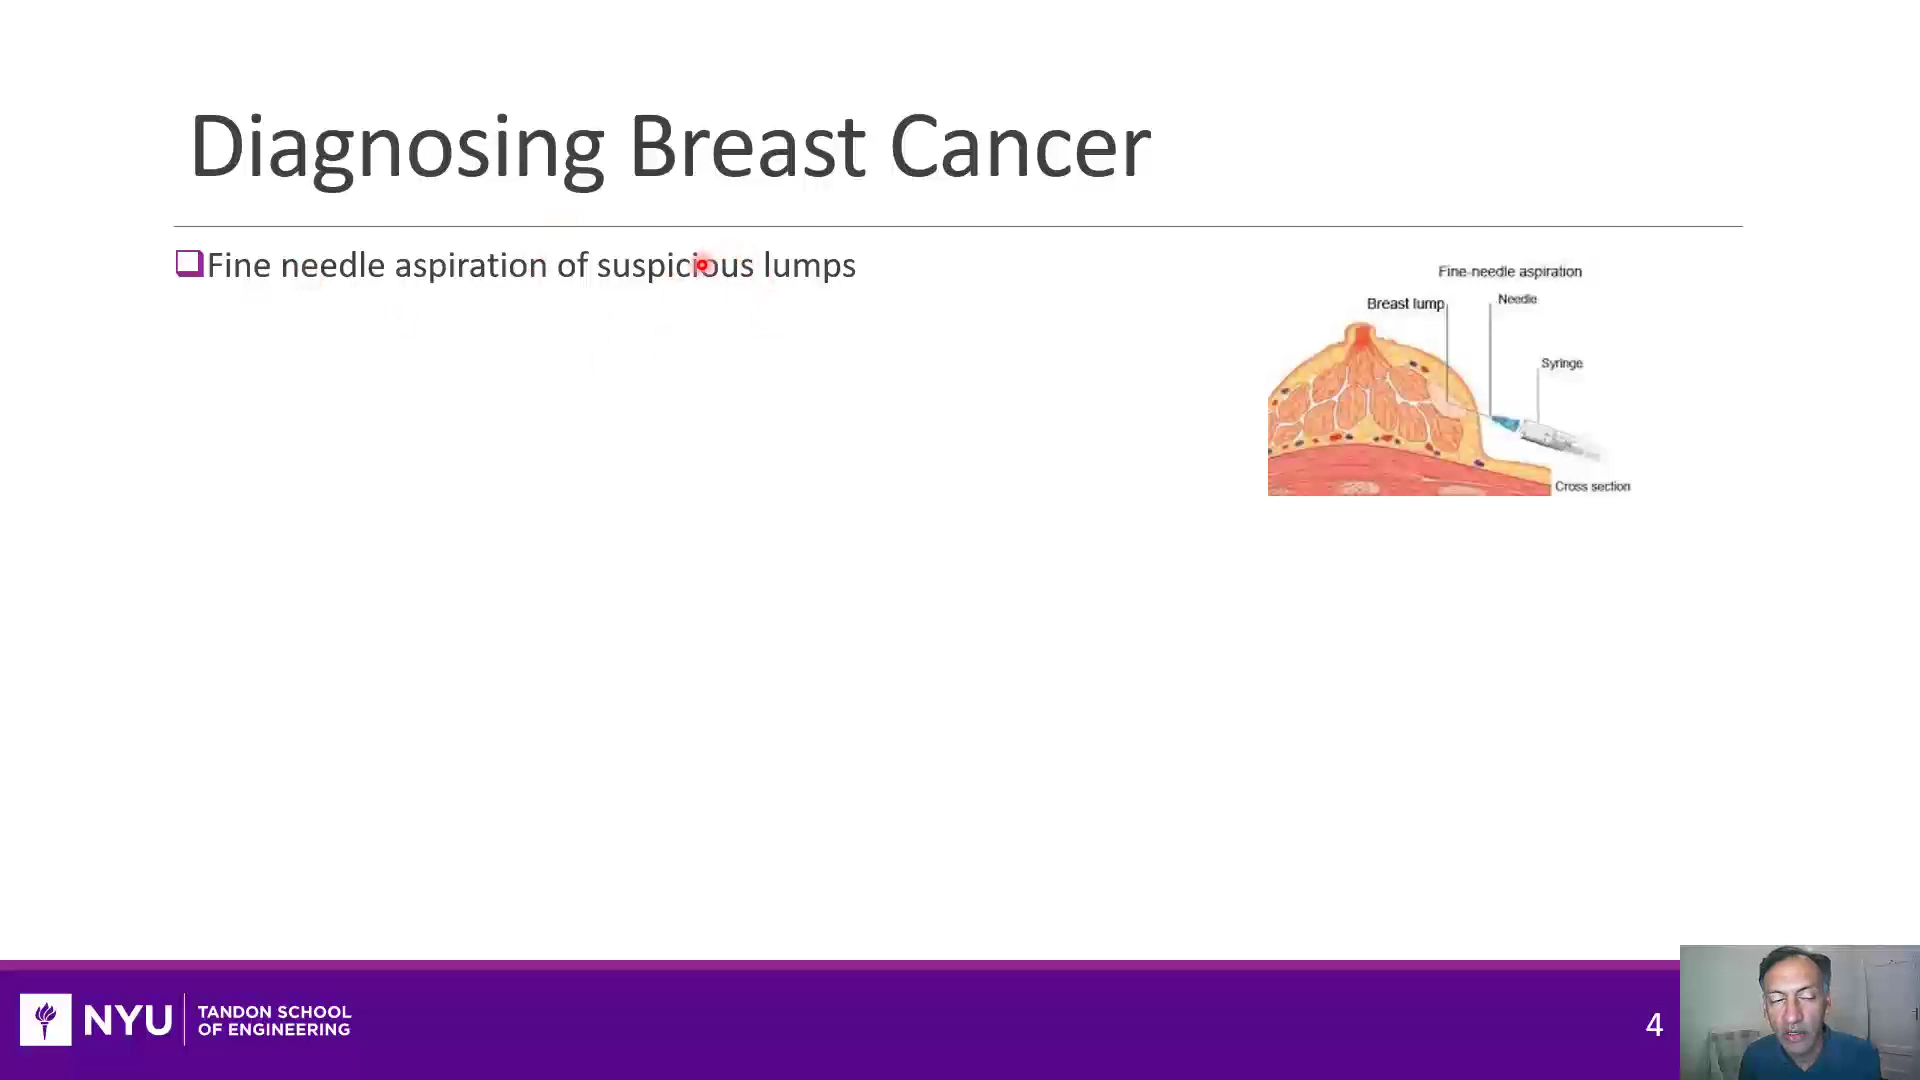 Diagnosing Breast Cancer
Fine needle aspiration of suspicious lumps
Fine-needle aspiration
Breast lump
Needle
Syringe
Cross section
NYU
TANDON SCHOOL
OF ENGINEERING
4